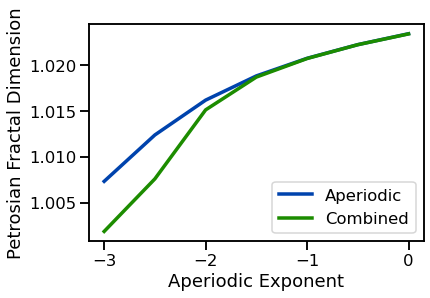 Petrosian Fractal Dimension
1.020
1.015
1.010
1.005
Aperiodic
Combined
−3
−2
−1
0
Aperiodic Exponent